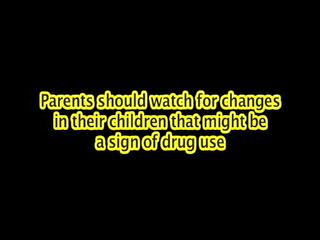 Parents should watch for changes
in their children that might be
a sign of drug use